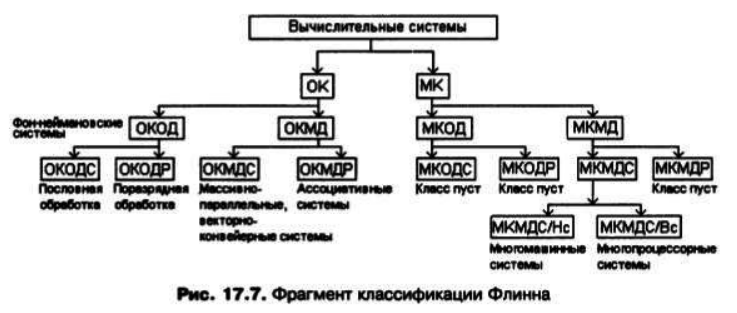 Вычислительные системы
ОК
МК
Фон-неймановские
системы
ОКОД
ОКМД
МКОД
МКМД
ОКОДС
ОКОДР
ОКМДС
ОКМДР
МКОДС
МКОДР
МКМДС
МКМДР
Пословная
обработка
Поразрядная
обработка
Массивно-
параллельные,
векторно-
конвейерные системы
Ассоциативные
системы
Класс пуст
Класс пуст
Класс пуст
МКМДС/Нс
МКМДС/Вс
Многомашинные
системы
Многопроцессорные
системы
Рис. 17.7. Фрагмент классификации Флинна